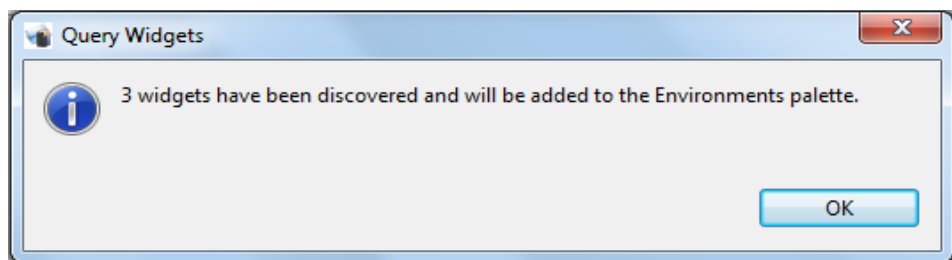 Query Widgets
3 widgets have been discovered and will be added to the Environments palette.
OK